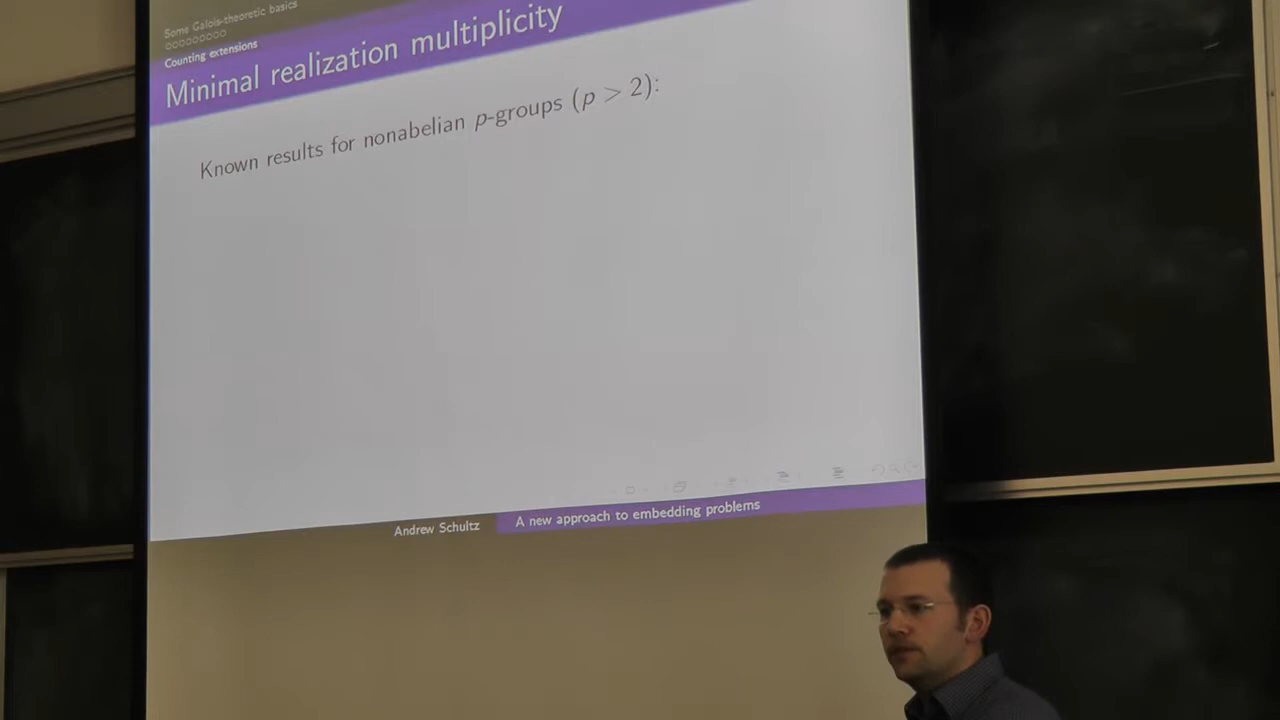 Some Galois-theoretic basics
Counting extensions
Minimal realization multiplicity
Known results for nonabelian p-groups (p > 2):
Andrew Schultz
A new approach to embedding problems